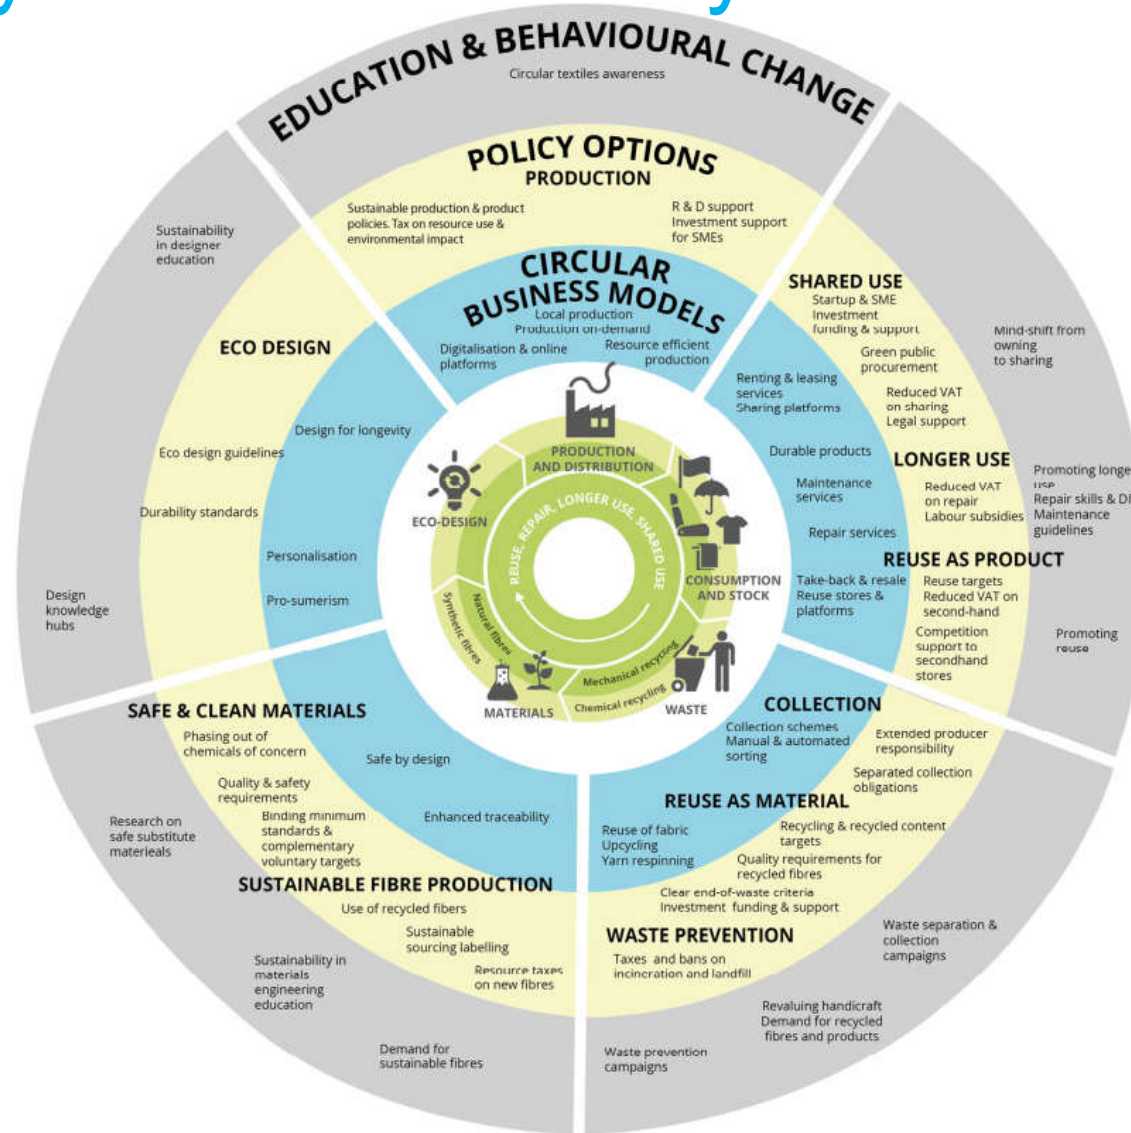 EDUCATION & BEHAVIOURAL CHANGE
Circular textiles awareness
POLICY OPTIONS
PRODUCTION
Sustainable production & product
policies. Tax on resource use &
environmental impact
R & D support
Investment support
for SMEs
CIRCULAR
BUSINESS MODELS
Local production
Production on-demand
Digitalisation & online
platforms
Resource efficient
production
Sustainability
in designer
education
ECO DESIGN
Design for longevity
Eco design guidelines
Durability standards
Personalisation
Pro-sumerism
Design
knowledge
hubs
SHARED USE
Startup & SME
Investment
funding & support
Green public
procurement
Reduced VAT
on sharing
Legal support
Mind-shift from
owning
to sharing
Renting & leasing
services
Sharing platforms
Durable products
Maintenance
services
Repair services
LONGER USE
Reduced VAT
on repair
Labour subsidies
Promoting longe
use
Repair skills & DI
Maintenance
guidelines
REUSE AS PRODUCT
Take-back & resale
Reuse stores &
platforms
Reuse targets
Reduced VAT on
second-hand
Competition
support to
secondhand
stores
Promoting
reuse
PRODUCTION
AND DISTRIBUTION
ECO-DESIGN
REUSE, REPAIR, LONGER USE, SHARED USE
CONSUMPTION
AND STOCK
Synthetic fibres
Natural fibres
Mechanical recycling
Chemical recycling
MATERIALS
WASTE
SAFE & CLEAN MATERIALS
Phasing out of
chemicals of concern
Safe by design
Quality & safety
requirements
Enhanced traceability
Binding minimum
standards &
complementary
voluntary targets
Research on
safe substitute
materieals
SUSTAINABLE FIBRE PRODUCTION
Use of recycled fibers
Sustainable
sourcing labelling
Resource taxes
on new fibres
Sustainability in
materials
engineering
education
Demand for
sustainable fibres
COLLECTION
Collection schemes
Manual & automated
sorting
Extended producer
responsibility
Separated collection
obligations
REUSE AS MATERIAL
Reuse of fabric
Upcycling
Yarn respinning
Recycling & recycled content
targets
Quality requirements for
recycled fibres
Clear end-of-waste criteria
Investment funding & support
WASTE PREVENTION
Taxes and bans on
incineration and landfill
Waste separation &
collection
campaigns
Revaluing handicraft
Demand for recycled
fibres and products
Waste prevention
campaigns